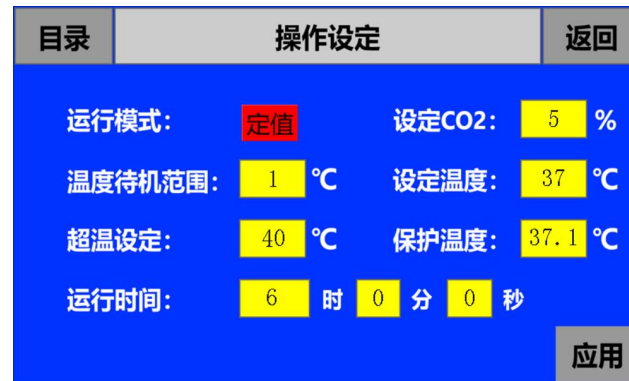 目录 操作设定 返回
运行模式： 定值 设定CO2： 5 %
温度待机范围： 1 ℃ 设定温度： 37 ℃
超温设定： 40 ℃ 保护温度： 37.1 ℃
运行时间： 6 时 0 分 0 秒
应用